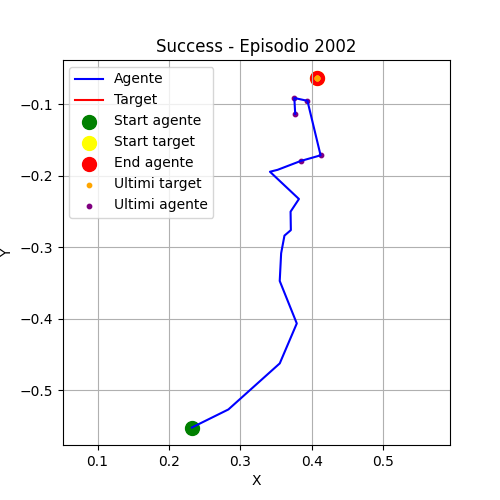 Success - Episodio 2002
Agente
Target
Start agente
Start target
End agente
Ultimi target
Ultimi agente
−0.1
−0.2
−0.3
−0.4
−0.5
Y
0.1 0.2 0.3 0.4 0.5
X